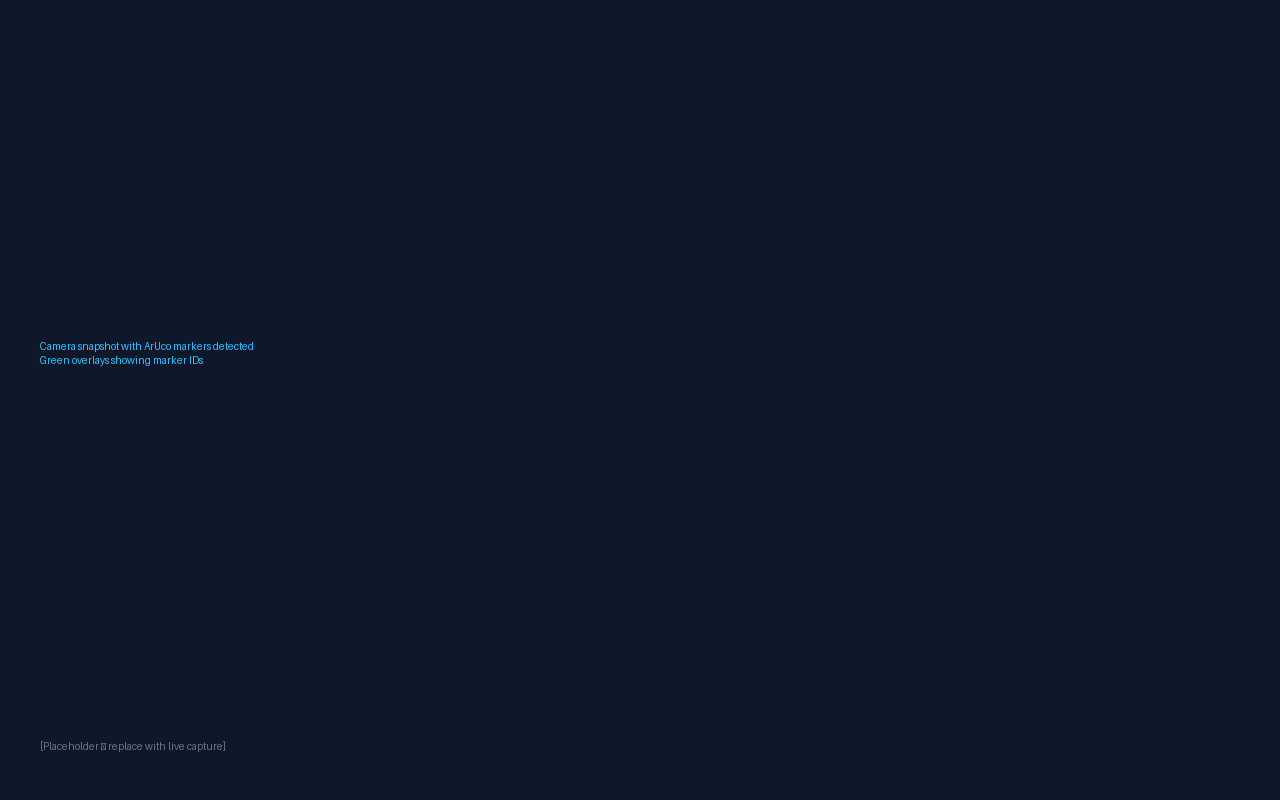 Camera snapshot with ArUco markers detected
Green overlays showing marker IDs
[Placeholder ▯ replace with live capture]